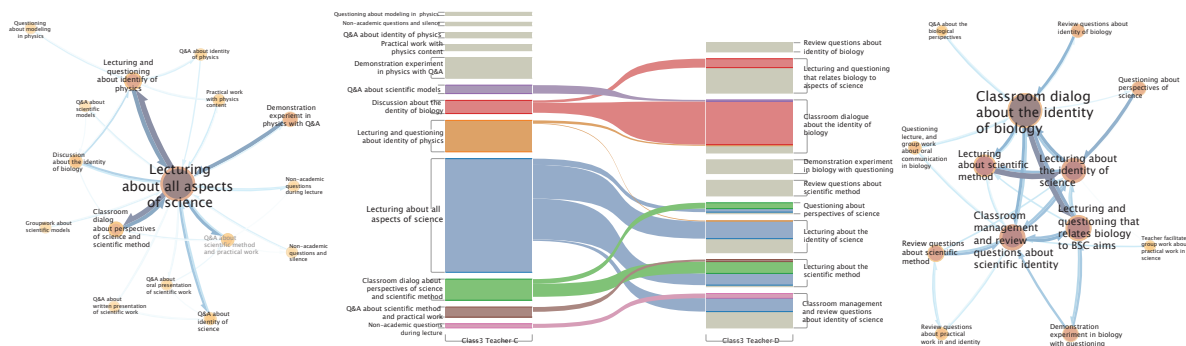 Questioning
about modeling
in physics
Q&A about identity
of physics
Lecturing and
questioning
about identify of
physics
Practical work
with physics
content
Q&A about
scientific
models
Demonstration
experiemt in
physics with Q&A
Discussion
about the identity
of biology
Lecturing
about all aspects
of science
Non-academic
questions
during lecture
Classroom
dialog
about perspectives
of science and
scientific method
Groupwork about
scientific models
Q&A about
scientific method
and practical work
Non-academic
questions and
silence
Q&A about
oral presentation
of scientific work
Q&A about
written presentation
of scientific work
Q&A about
identity of
science
Questioning about modeling in physics
Non-academic questions and silence
Q&A about identity of physics
Practical work with
physics content
Demonstration experiment
in physics with Q&A
Q&A about scientific models
Discussion about the
identity of biology
Lecturing and questioning
about identity of physics
Lecturing about all
aspects of science
Classroom dialog about
perspectives of science
and scientific method
Q&A about scientific method
and practical work
Non-academic questions
during lecture
Class3 Teacher C
Review questions about
identity of biology
Lecturing and questioning
that relates biology to
aspects of science
Classroom dialogue
about the identity of
biology
Demonstration experiment
in biology with questioning
Review questions about
scientific method
Questioning about
perspectives of science
Lecturing about the
identity of science
Lecturing about the
scientific method
Classroom management
and review questions
about identity of science
Class3 Teacher D
Q&A about the
biological
perspectives
Review questions about
identity of biology
Questioning about
perspectives of
science
Classroom dialog
about the identity
of biology
Questioning
lecture, and
group work
about oral
communication
in biology
Lecturing
about scientific
method
Lecturing about
the identity of
science
Lecturing and
questioning that
relates biology
to BSC aims
Classroom
management
and review
questions about
scientific identity
Review questions
about scientific
method
Teacher facilitate
group work abou
practical work in
science
Review questions
about practical
work in and identity
Demonstration
experiment in biology
with questioning